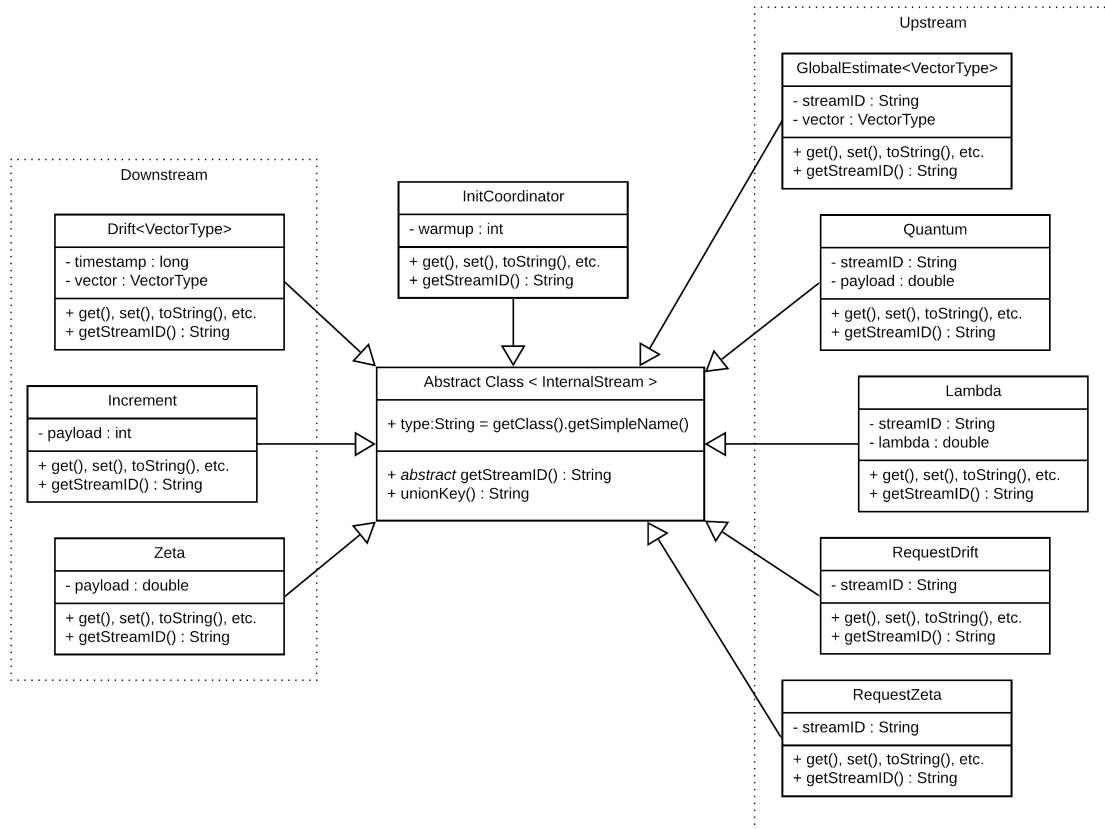 Upstream
GlobalEstimate<VectorType>
- streamID : String
- vector : VectorType
+ get(), set(), toString(), etc.
+ getStreamID() : String
Downstream
Drift<VectorType>
- timestamp : long
- vector : VectorType
+ get(), set(), toString(), etc.
+ getStreamID() : String
InitCoordinator
- warmup : int
+ get(), set(), toString(), etc.
+ getStreamID() : String
Quantum
- streamID : String
- payload : double
+ get(), set(), toString(), etc.
+ getStreamID() : String
Abstract Class < InternalStream >
+ type:String = getClass().getSimpleName()
+ abstract getStreamID() : String
+ unionKey() : String
Increment
- payload : int
+ get(), set(), toString(), etc.
+ getStreamID() : String
Lambda
- streamID : String
- lambda : double
+ get(), set(), toString(), etc.
+ getStreamID() : String
Zeta
- payload : double
+ get(), set(), toString(), etc.
+ getStreamID() : String
RequestDrift
- streamID : String
+ get(), set(), toString(), etc.
+ getStreamID() : String
RequestZeta
- streamID : String
+ get(), set(), toString(), etc.
+ getStreamID() : String